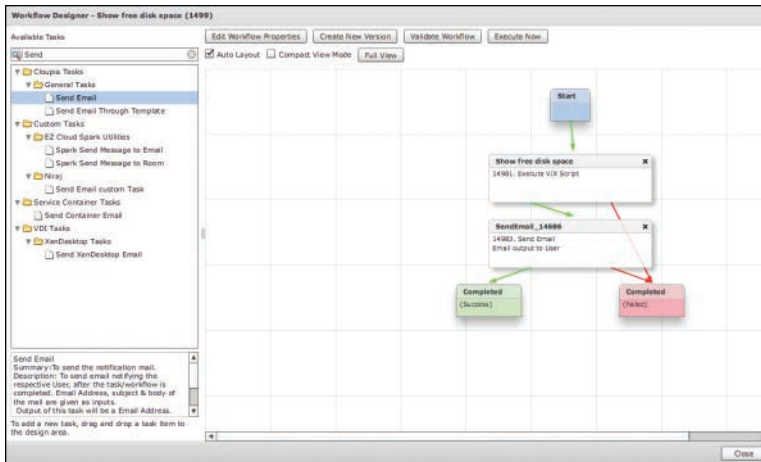 Workflow Designer - Show free disk space (1499)
Available Tasks
Send
Cloupia Tasks
General Tasks
Send Email
Send Email Through Template
Custom Tasks
EZ Cloud Spark Utilities
Spark Send Message to Email
Spark Send Message to Room
Niraj
Send Email custom Task
Service Container Tasks
Send Container Email
VDI Tasks
XenDesktop Tasks
Send XenDesktop Email
Send Email
Summary:To send the notification mail.
Description: To send email notifying the
respective User, after the task/workflow is
completed. Email Address, subject & body of
the mail are given as inputs.
Output of this task will be a Email Address.
To add a new task, drag and drop a task item to
the design area.
Edit Workflow Properties
Create New Version
Validate Workflow
Execute Now
Auto Layout
Compact View Mode
Full View
Start
Show free disk space
14981. Execute VIX Script
SendEmail_14686
14983. Send Email
Email output to User
Completed
(Success)
Completed
(Failed)
Close